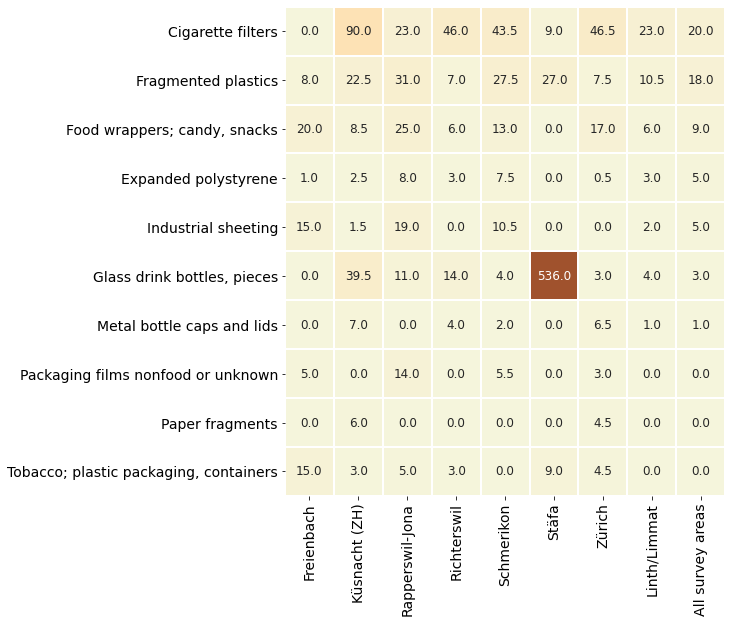 Cigarette filters 0.0 90.0 23.0 46.0 43.5 9.0 46.5 23.0 20.0
Fragmented plastics 8.0 22.5 31.0 7.0 27.5 27.0 7.5 10.5 18.0
Food wrappers; candy, snacks 20.0 8.5 25.0 6.0 13.0 0.0 17.0 6.0 9.0
Expanded polystyrene 1.0 2.5 8.0 3.0 7.5 0.0 0.5 3.0 5.0
Industrial sheeting 15.0 1.5 19.0 0.0 10.5 0.0 0.0 2.0 5.0
Glass drink bottles, pieces 0.0 39.5 11.0 14.0 4.0 536.0 3.0 4.0 3.0
Metal bottle caps and lids 0.0 7.0 0.0 4.0 2.0 0.0 6.5 1.0 1.0
Packaging films nonfood or unknown 5.0 0.0 14.0 0.0 5.5 0.0 3.0 0.0 0.0
Paper fragments 0.0 6.0 0.0 0.0 0.0 0.0 4.5 0.0 0.0
Tobacco; plastic packaging, containers 15.0 3.0 5.0 3.0 0.0 9.0 4.5 0.0 0.0
Freienbach
Küsnacht (ZH)
Rapperswil-Jona
Richterswil
Schmerikon
Stäfa
Zürich
Linth/Limmat
All survey areas